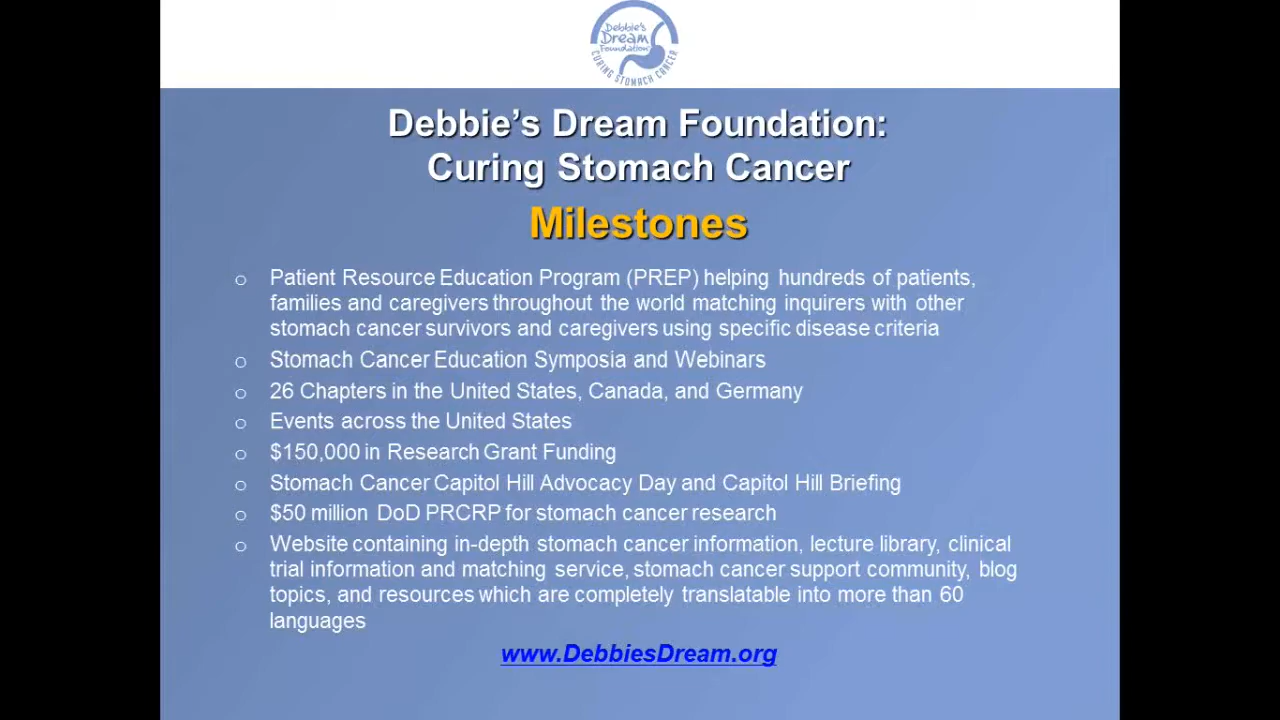 Debbie's
Dream
Foundation
CURING STOMACH CANCER
Debbie’s Dream Foundation:
Curing Stomach Cancer
Milestones
o Patient Resource Education Program (PREP) helping hundreds of patients,
families and caregivers throughout the world matching inquirers with other
stomach cancer survivors and caregivers using specific disease criteria
o Stomach Cancer Education Symposia and Webinars
o 26 Chapters in the United States, Canada, and Germany
o Events across the United States
o $150,000 in Research Grant Funding
o Stomach Cancer Capitol Hill Advocacy Day and Capitol Hill Briefing
o $50 million DoD PRCRP for stomach cancer research
o Website containing in-depth stomach cancer information, lecture library, clinical
trial information and matching service, stomach cancer support community, blog
topics, and resources which are completely translatable into more than 60
languages
www.DebbiesDream.org